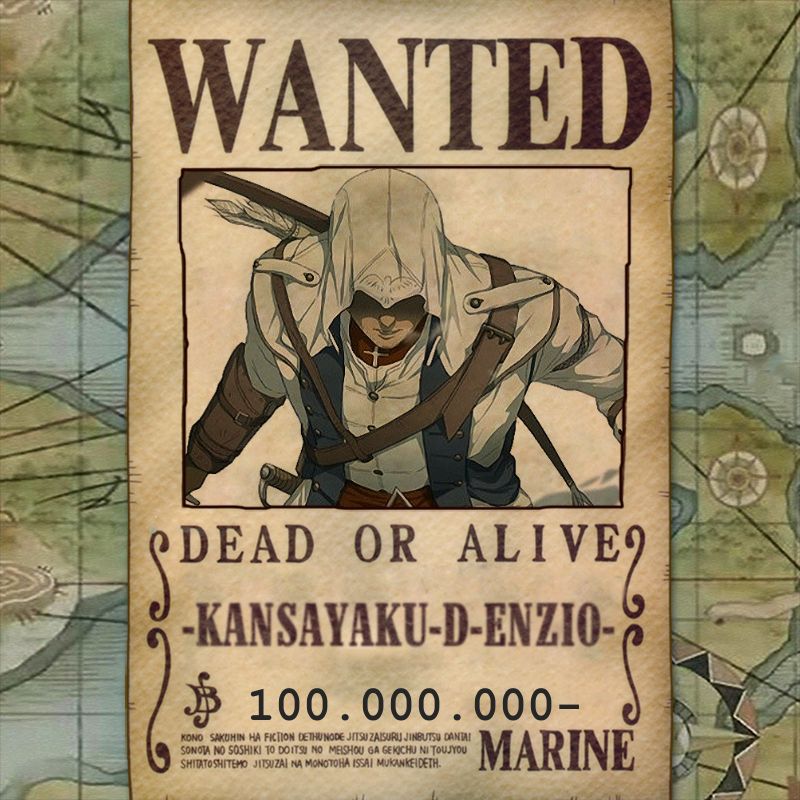 WANTED
DEAD OR ALIVE
-KANSAYAKU-D-ENZIO-
100.000.000-
KONO SAKUHIN HA FICTION DETHUNODE JITSUZAISURU JINBUTSU DANTAI
SONOTA NO SOSHIKI TO DOITSU NO MEISHOU GA GEKICHU NI TOUJYOU
SHITATOSHITEMO JITSUZAI NA MONOTOHA ISSAI MUKANKEIDETH.
MARINE